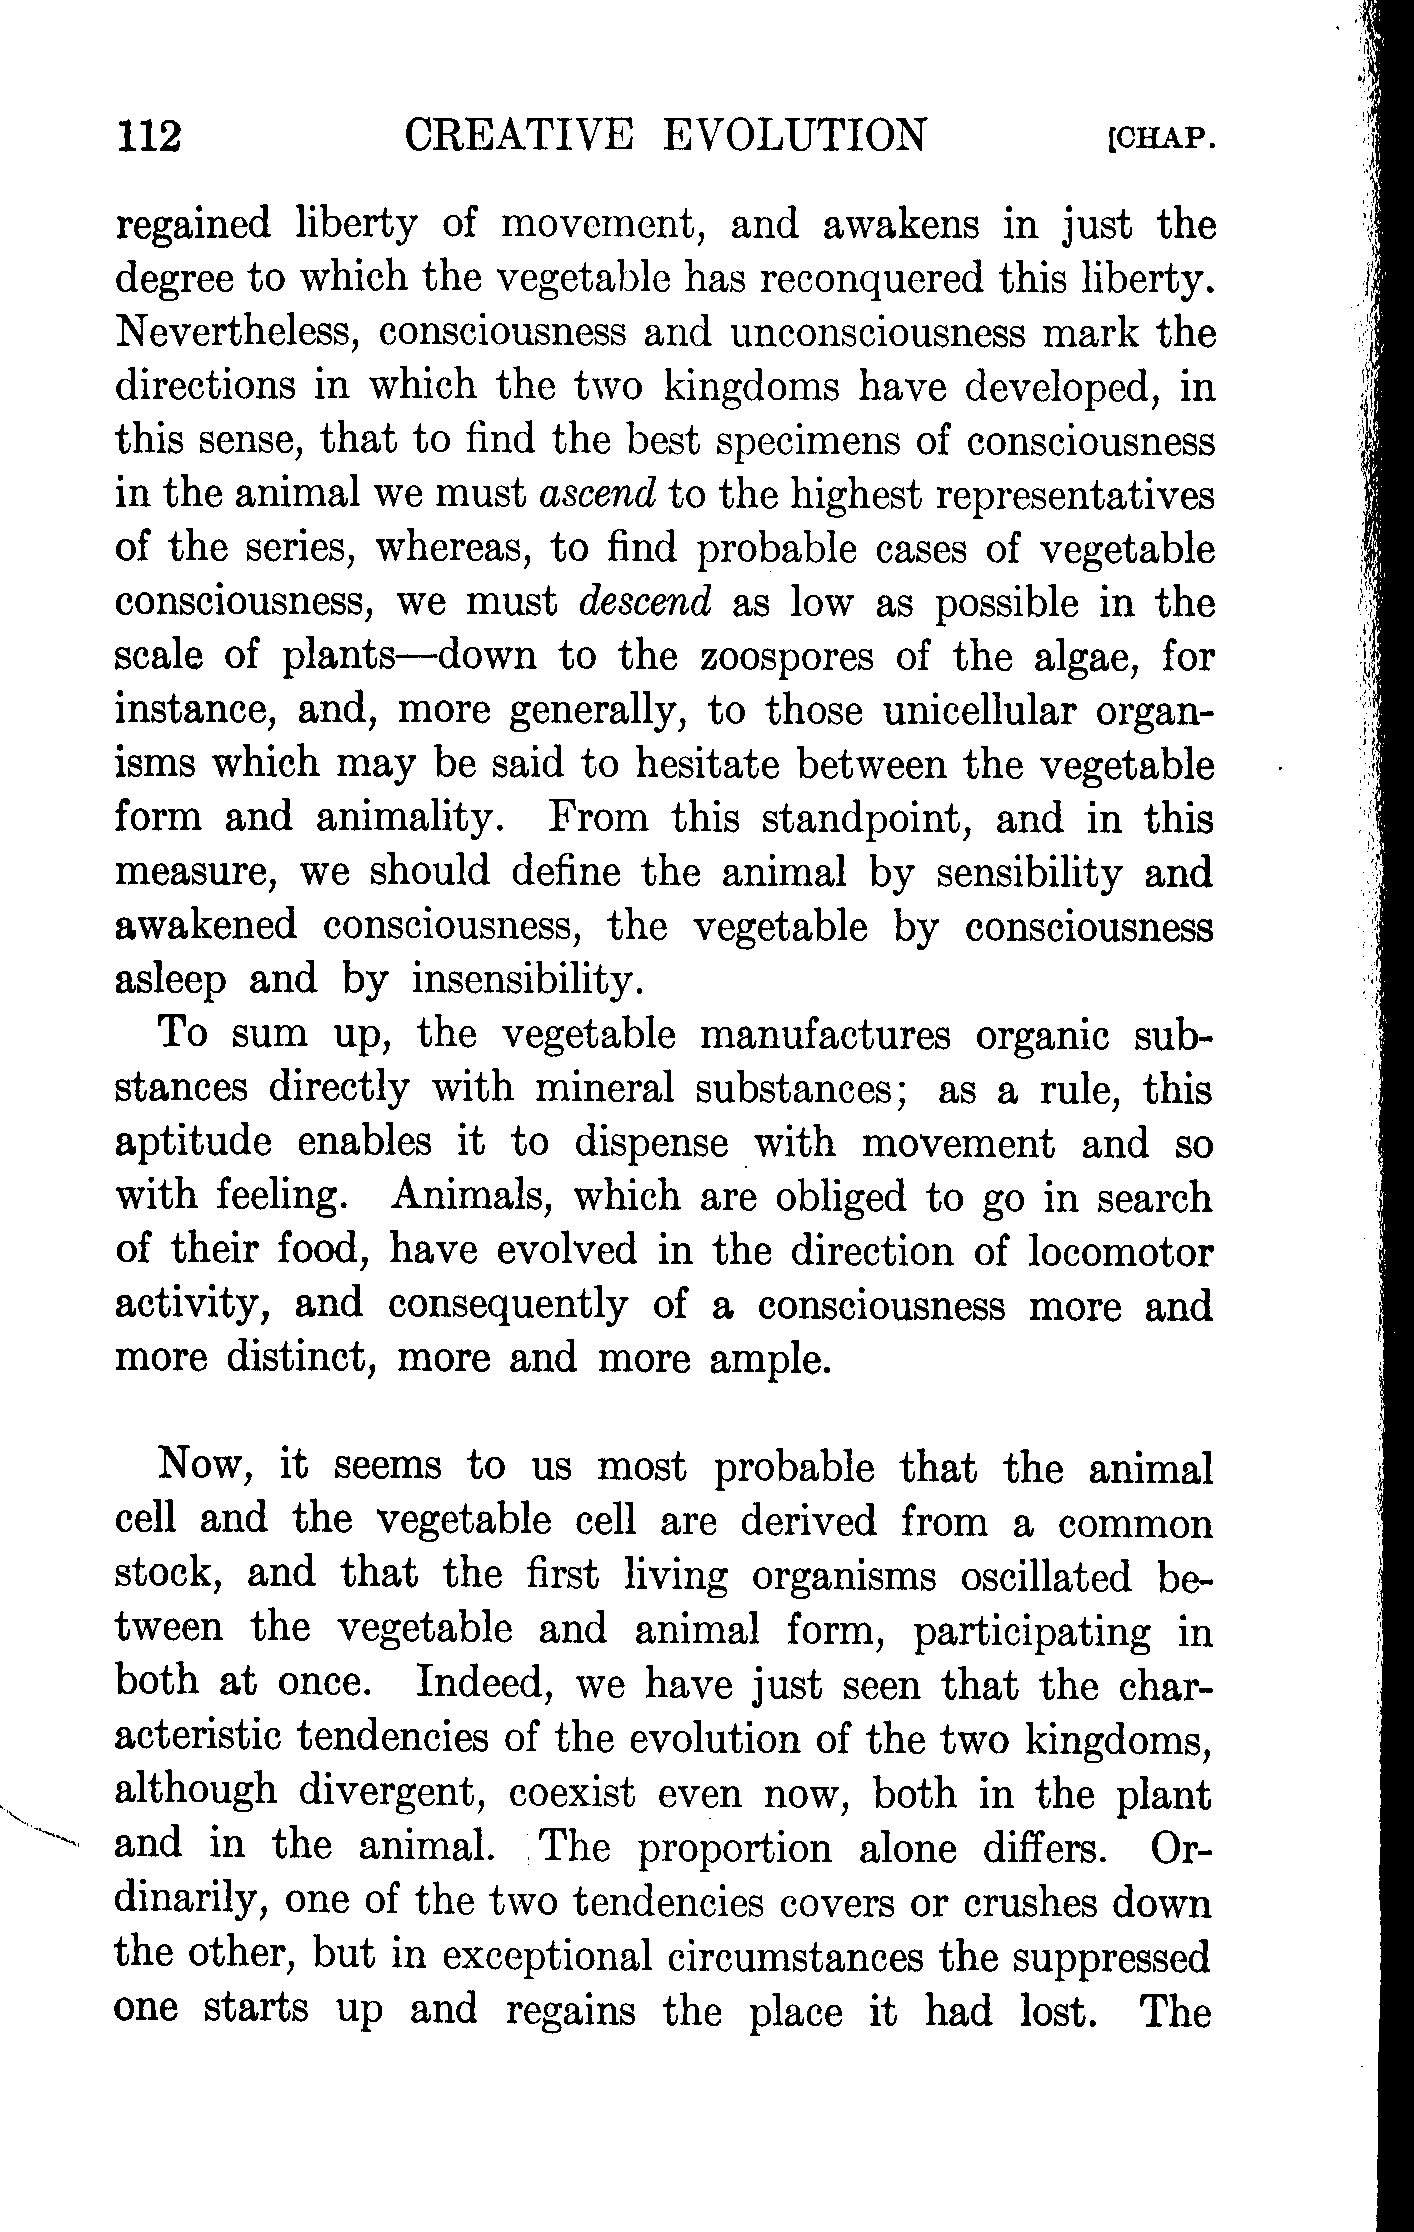 112 CREATIVE EVOLUTION [CHAP.
regained liberty of movement, and awakens in just the
degree to which the vegetable has reconquered this liberty.
Nevertheless, consciousness and unconsciousness mark the
directions in which the two kingdoms have developed, in
this sense, that to find the best specimens of consciousness
in the animal we must ascend to the highest representatives
of the series, whereas, to find probable cases of vegetable
consciousness, we must descend as low as possible in the
scale of plants—down to the zoospores of the algae, for
instance, and, more generally, to those unicellular organ-
isms which may be said to hesitate between the vegetable
form and animality. From this standpoint, and in this
measure, we should define the animal by sensibility and
awakened consciousness, the vegetable by consciousness
asleep and by insensibility.
To sum up, the vegetable manufactures organic sub-
stances directly with mineral substances; as a rule, this
aptitude enables it to dispense with movement and so
with feeling. Animals, which are obliged to go in search
of their food, have evolved in the direction of locomotor
activity, and consequently of a consciousness more and
more distinct, more and more ample.
Now, it seems to us most probable that the animal
cell and the vegetable cell are derived from a common
stock, and that the first living organisms oscillated be-
tween the vegetable and animal form, participating in
both at once. Indeed, we have just seen that the char-
acteristic tendencies of the evolution of the two kingdoms,
although divergent, coexist even now, both in the plant
and in the animal. The proportion alone differs. Or-
dinarily, one of the two tendencies covers or crushes down
the other, but in exceptional circumstances the suppressed
one starts up and regains the place it had lost. The